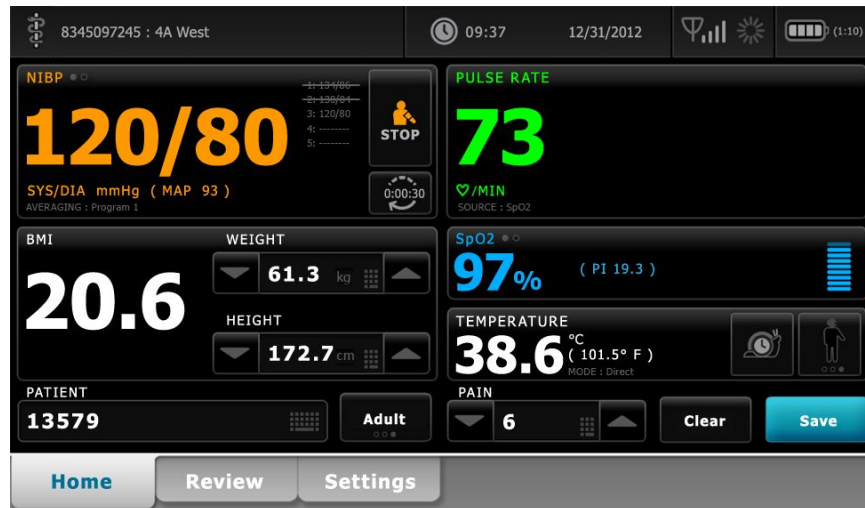 8345097245 : 4A West
09:37
12/31/2012
(1:10)
NIBP
1: 134/86
2: 130/84
3: 120/80
4: --------
5: --------
STOP
120/80
SYS/DIA mmHg ( MAP 93 )
AVERAGING : Program 1
0:00:30
PULSE RATE
73
/MIN
SOURCE : SpO2
BMI
20.6
WEIGHT
61.3 kg
HEIGHT
172.7 cm
SpO2
97%
( PI 19.3 )
TEMPERATURE
38.6 °C
( 101.5° F )
MODE : Direct
PATIENT
13579
Adult
PAIN
6
Clear
Save
Home
Review
Settings